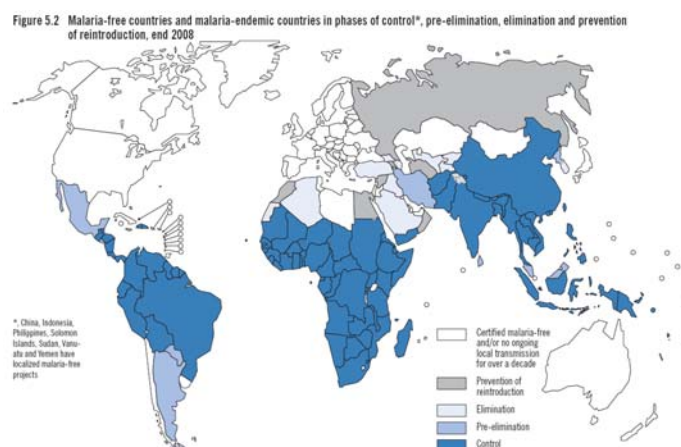 Figure 5.2 Malaria-free countries and malaria-endemic countries in phases of control*, pre-elimination, elimination and prevention
of reintroduction, end 2008
*, China, Indonesia,
Philippines, Solomon
Islands, Sudan, Vanu-
atu and Yemen have
localized malaria-free
projects
Certified malaria-free
and/or no ongoing
local transmission
for over a decade
Prevention of
reintroduction
Elimination
Pre-elimination
Control